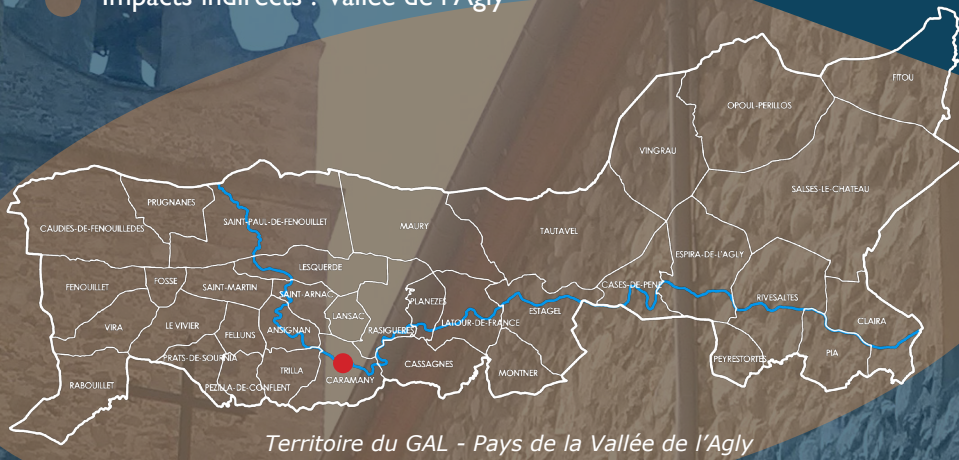 Impacts indirects : Vallée de l'Agly
FITOU
OPOUL-PERILLOS
VINGRAU
SALSES-LE-CHATEAU
PRUGNANES
SAINT-PAUL-DE-FENOUILLET
CAUDIES-DE-FENOUILLEDES
MAURY
TAUTAVEL
ESPIRA-DE-L'AGLY
LESQUERDE
FOSSE
FENOUILLET
SAINT-MARTIN
SAINT-ARNAC
CASES-DE-PENE
RIVESALTES
PLANEZES
ESTAGEL
LANSAC
LATOUR-DE-FRANCE
CLAIRA
VIRA
LE VIVIER
FELLUNS
ANSIGNAN
RASIGUERES
PIA
PRATS-DE-SOURNIA
PEYRESTORTES
CASSAGNES
TRILLA
MONTNER
CARAMANY
RABOUILLET
PEZILLA-DE-CONFLENT
Territoire du GAL - Pays de la Vallée de l'Agly